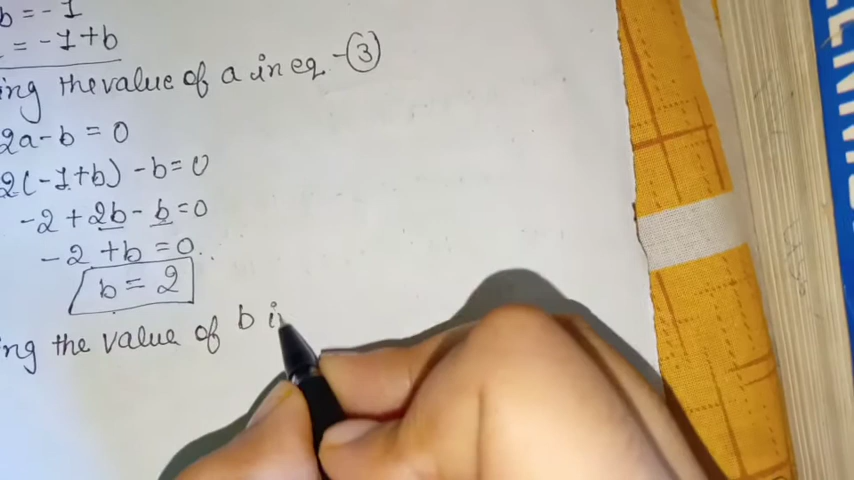 b = -1
= -1+b
ing the value of a in eq - ③
2a - b = 0
2(-1+b) - b = 0
-2 + 2b - b = 0
-2 + b = 0
b = 2
ing the value of b i